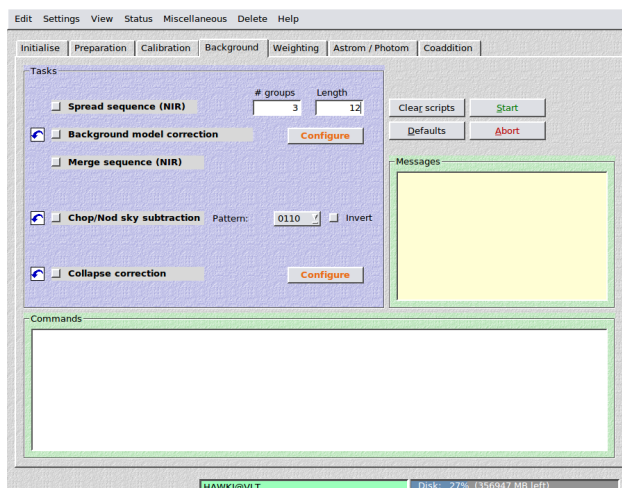 Edit Settings View Status Miscellaneous Delete Help
Initialise Preparation Calibration Background Weighting Astrom / Photom Coaddition
Tasks
# groups Length
Spread sequence (NIR) 3 12
Clear scripts Start
Background model correction Configure
Defaults Abort
Merge sequence (NIR)
Messages
Chop/Nod sky subtraction Pattern: 0110 Invert
Collapse correction Configure
Commands
HAWKI@VLT Disk: 27% (356947 MB left)